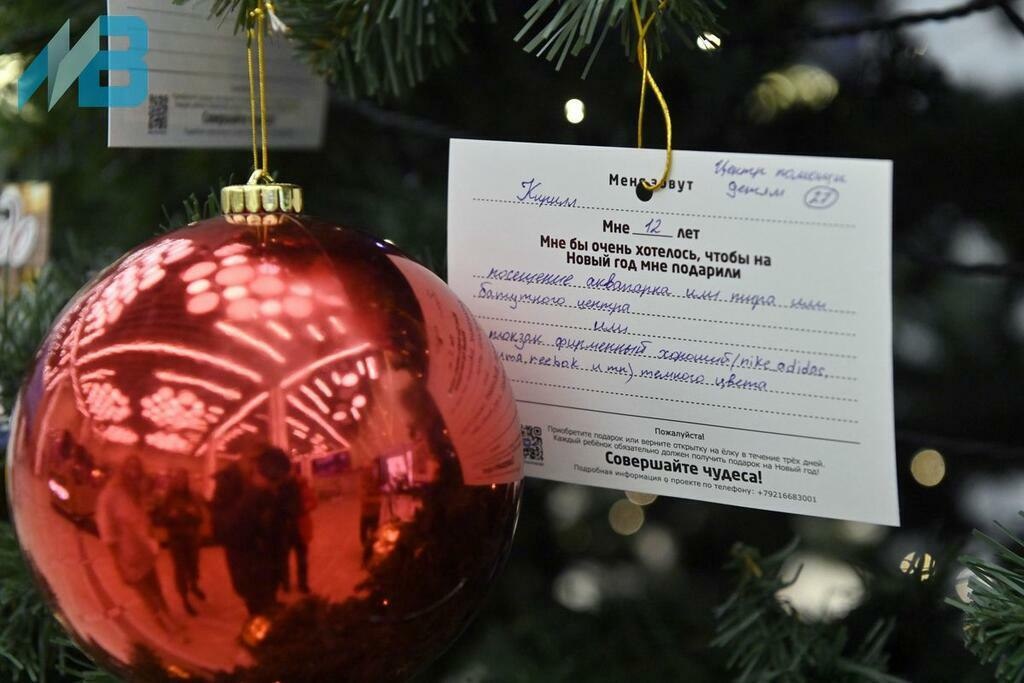 МВ
Совершайте
Меня зовут
Центр помощи
детям 27
Кирилл
Мне 12 лет
Мне бы очень хотелось, чтобы на
Новый год мне подарили
посещение аквапарка или или
батутного центра
или
рюкзак фирменный хороший/nike, adidas,
reebok и тп) темного цвета
Пожалуйста!
Приобретите подарок или верните открытку на ёлку в течение трёх дней.
Каждый ребёнок обязательно должен получить подарок на Новый год!
Совершайте чудеса!
Подробная информация о проекте по телефону: +79216683001